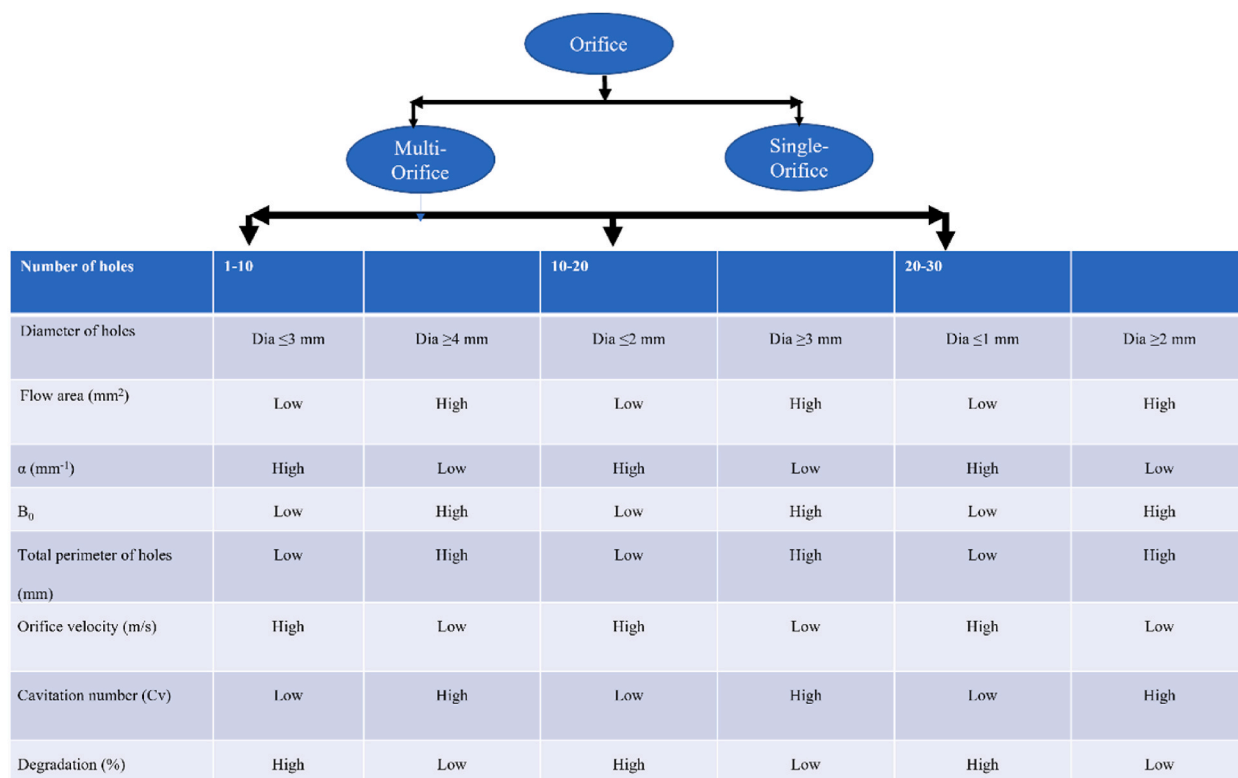 Orifice
Multi-
Orifice
Single-
Orifice
Number of holes 1-10 10-20 20-30
Diameter of holes Dia ≤3 mm Dia ≥4 mm Dia ≤2 mm Dia ≥3 mm Dia ≤1 mm Dia ≥2 mm
Flow area (mm²) Low High Low High Low High
α (mm⁻¹) High Low High Low High Low
B₀ Low High Low High Low High
Total perimeter of holes Low High Low High Low High
(mm)
Orifice velocity (m/s) High Low High Low High Low
Cavitation number (Cv) Low High Low High Low High
Degradation (%) High Low High Low High Low